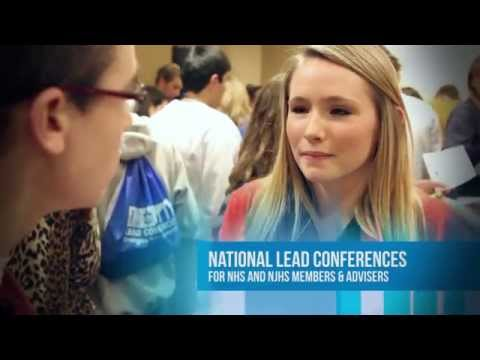 NATIONAL LEAD CONFERENCES
FOR NHS AND NJHS MEMBERS & ADVISERS